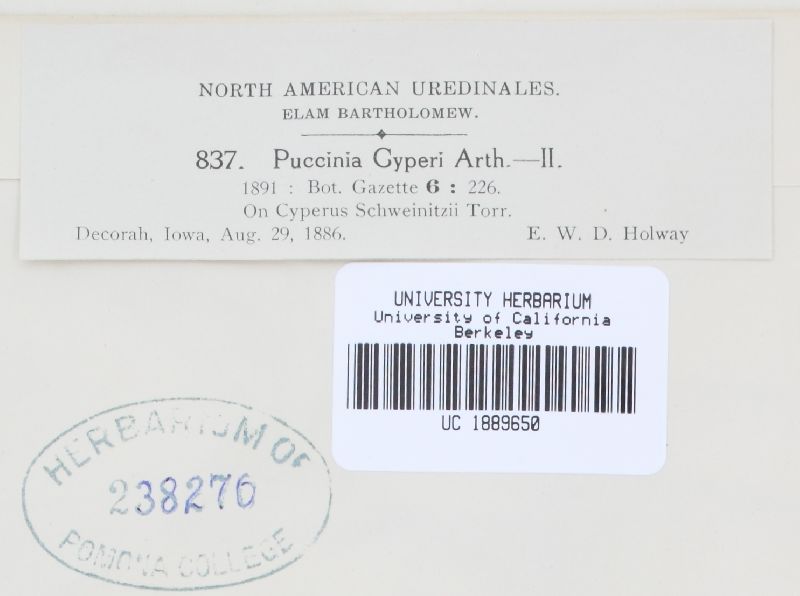 NORTH AMERICAN UREDINALES.
ELAM BARTHOLOMEW.
837. Puccinia Cyperi Arth.—II.
1891 : Bot. Gazette 6 : 226.
On Cyperus Schweinitzii Torr.
Decorah, Iowa, Aug. 29, 1886. E. W. D. Holway
UNIVERSITY HERBARIUM
University of California
Berkeley
UC 1889650
HERBARIUM OF
238276
POMONA COLLEGE